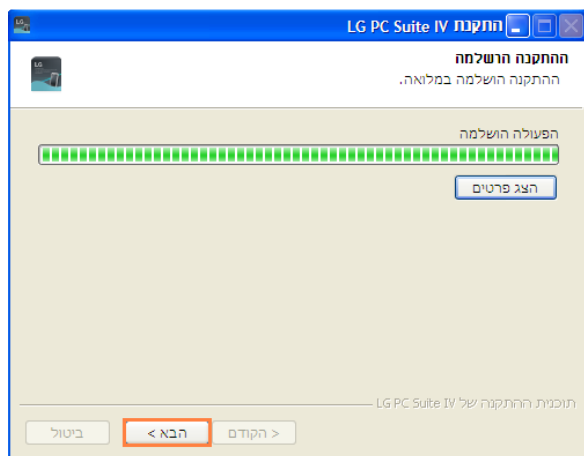 התקנת LG PC Suite IV
ההתקנה הושלמה
ההתקנה הושלמה במלואה.
הפעולה הושלמה
הצג פרטים
תוכנית ההתקנה של LG PC Suite IV
< הקודם
הבא >
ביטול